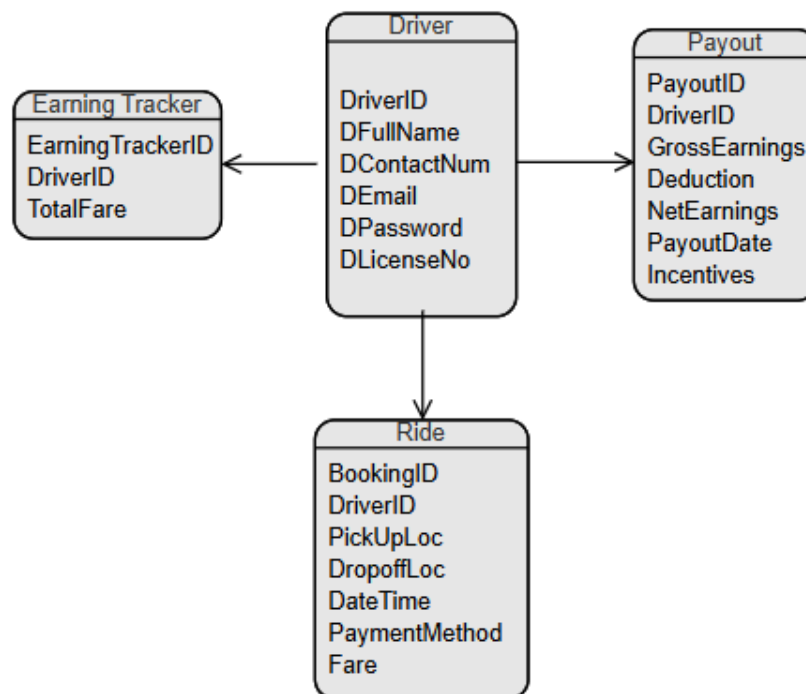 Driver
DriverID
DFullName
DContactNum
DEmail
DPassword
DLicenseNo
Earning Tracker
EarningTrackerID
DriverID
TotalFare
Payout
PayoutID
DriverID
GrossEarnings
Deduction
NetEarnings
PayoutDate
Incentives
Ride
BookingID
DriverID
PickUpLoc
DropoffLoc
DateTime
PaymentMethod
Fare